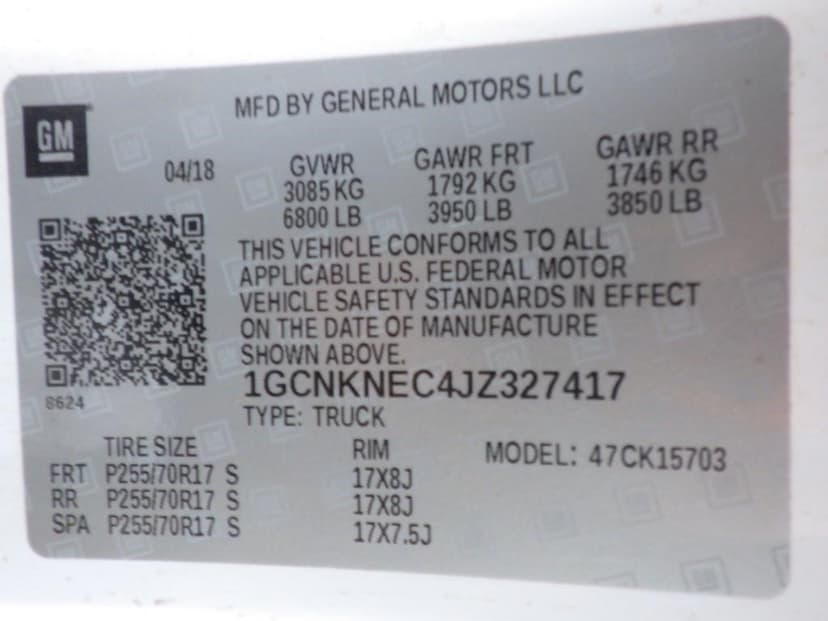 MFD BY GENERAL MOTORS LLC
GM
04/18 GVWR GAWR FRT GAWR RR
3085 KG 1792 KG 1746 KG
6800 LB 3950 LB 3850 LB
THIS VEHICLE CONFORMS TO ALL
APPLICABLE U.S. FEDERAL MOTOR
VEHICLE SAFETY STANDARDS IN EFFECT
ON THE DATE OF MANUFACTURE
SHOWN ABOVE.
1GCNKNEC4JZ327417
8624
TYPE: TRUCK
TIRE SIZE RIM MODEL: 47CK15703
FRT P255/70R17 S 17X8J
RR P255/70R17 S 17X8J
SPA P255/70R17 S 17X7.5J